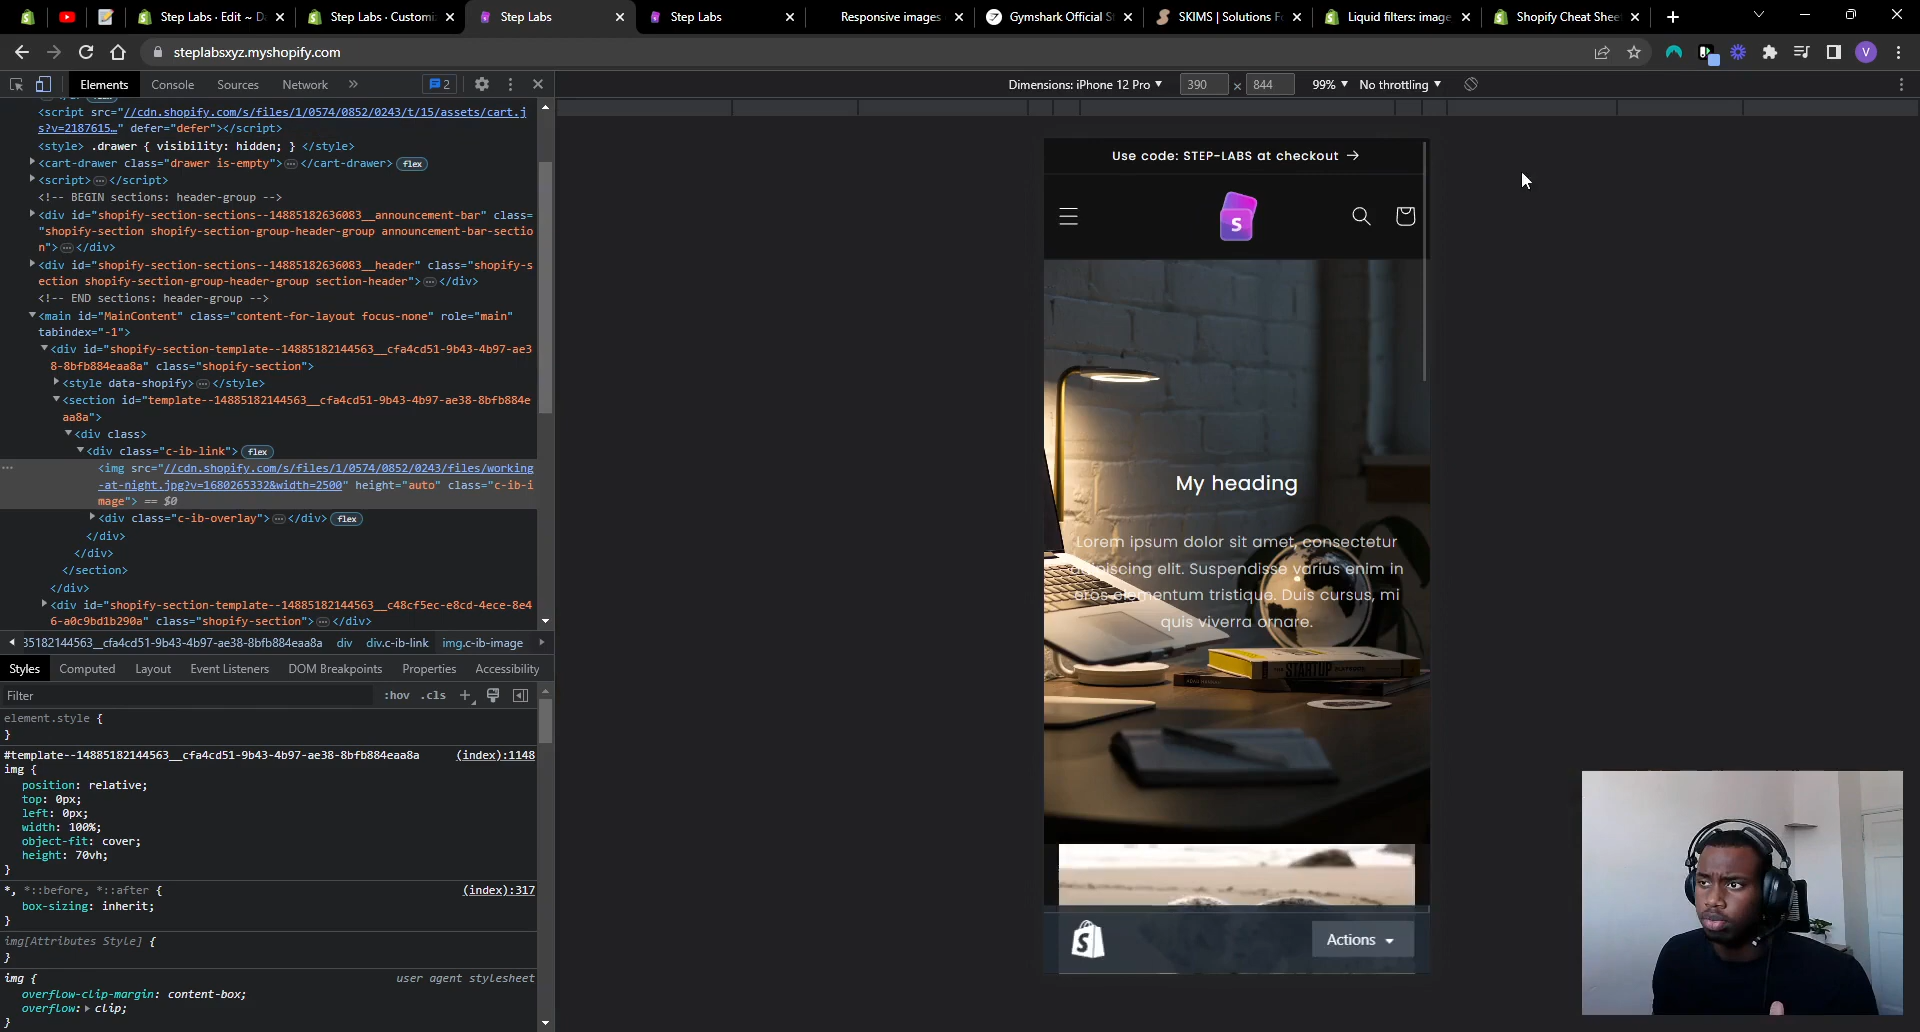 Step Labs · Edit ~ D
Step Labs · Customi
Step Labs
Step Labs
Responsive images
Gymshark Official S
SKIMS | Solutions F
Liquid filters: image
Shopify Cheat Shee
steplabsxyz.myshopify.com
V
Elements
Console
Sources
Network
2
Dimensions: iPhone 12 Pro
390
×
844
99%
No throttling
<script src="//cdn.shopify.com/s/files/1/0574/0852/0243/t/15/assets/cart.j
s?v=2187615…" defer="defer"></script>
<style> .drawer { visibility: hidden; } </style>
<cart-drawer class="drawer is-empty"> </cart-drawer> flex
<script> </script>
<!-- BEGIN sections: header-group -->
<div id="shopify-section-sections--14885182636083__announcement-bar" class=
"shopify-section shopify-section-group-header-group announcement-bar-sectio
n"> </div>
<div id="shopify-section-sections--14885182636083__header" class="shopify-s
ection shopify-section-group-header-group section-header"> </div>
<!-- END sections: header-group -->
<main id="MainContent" class="content-for-layout focus-none" role="main"
tabindex="-1">
<div id="shopify-section-template--14885182144563__cfa4cd51-9b43-4b97-ae3
8-8bfb884eaa8a" class="shopify-section">
<style data-shopify> </style>
<section id="template--14885182144563__cfa4cd51-9b43-4b97-ae38-8bfb884e
aa8a">
<div class>
<div class="c-ib-link"> flex
<img src="//cdn.shopify.com/s/files/1/0574/0852/0243/files/working
-at-night.jpg?v=1680265332&width=2500" height="auto" class="c-ib-i
mage"> == $0
<div class="c-ib-overlay"> </div> flex
</div>
</div>
</section>
</div>
<div id="shopify-section-template--14885182144563__c48cf5ec-e8cd-4ece-8e4
6-a0c9bd1b290a" class="shopify-section"> </div>
35182144563__cfa4cd51-9b43-4b97-ae38-8bfb884eaa8a
div
div.c-ib-link
img.c-ib-image
Styles
Computed
Layout
Event Listeners
DOM Breakpoints
Properties
Accessibility
Filter
:hov
.cls
element.style {
}
#template--14885182144563__cfa4cd51-9b43-4b97-ae38-8bfb884eaa8a (index):1148
img {
position: relative;
top: 0px;
left: 0px;
width: 100%;
object-fit: cover;
height: 70vh;
}
*, *::before, *::after { (index):317
box-sizing: inherit;
}
img[Attributes Style] {
}
img { user agent stylesheet
overflow-clip-margin: content-box;
overflow: clip;
}
Use code: STEP-LABS at checkout →
S
My heading
Lorem ipsum dolor sit amet, consectetur
adipiscing elit. Suspendisse varius enim in
eros elementum tristique. Duis cursus, mi
quis viverra ornare.
STARTUP
S
Actions